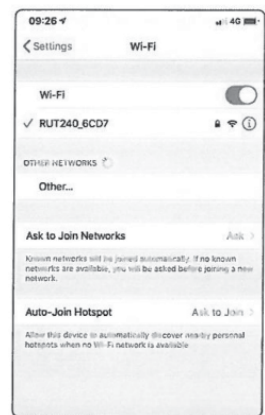 09:26
4G
Settings
Wi-Fi
Wi-Fi
RUT240_6CD7
OTHER NETWORKS
Other...
Ask to Join Networks
Ask
Known networks will be joined automatically. If no known
networks are available, you will be asked before joining a new
network.
Auto-Join Hotspot
Ask to Join
Allow this device to automatically discover nearby personal
hotspots when no Wi-Fi network is available.